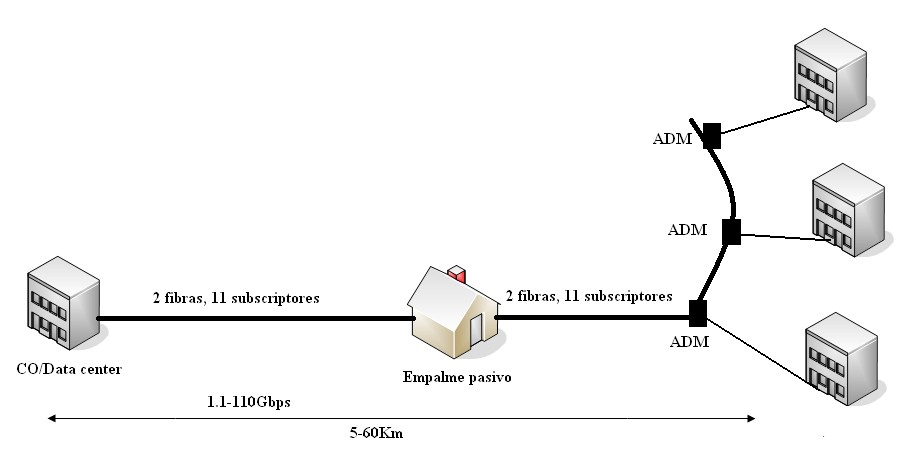 ADM
ADM
2 fibras, 11 subscriptores
2 fibras, 11 subscriptores
ADM
CO/Data center
Empalme pasivo
1.1-110Gbps
5-60Km